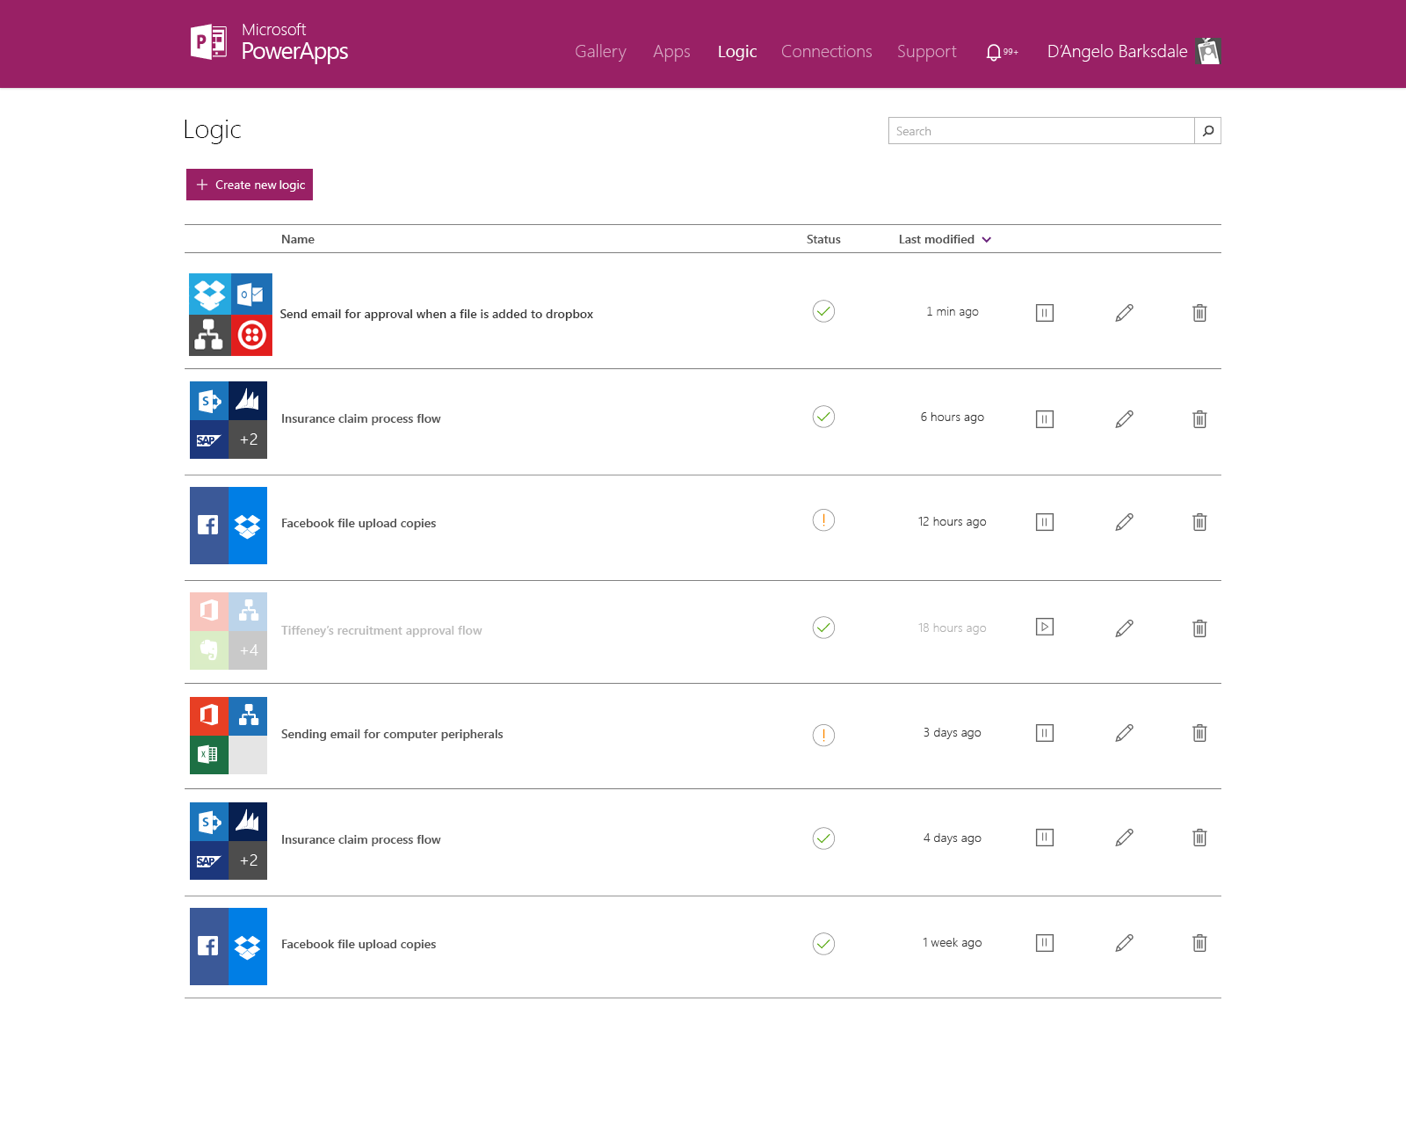 Microsoft
PowerApps
Gallery Apps Logic Connections Support 99+ D'Angelo Barksdale
Logic
Search
+ Create new logic
Name Status Last modified
Send email for approval when a file is added to dropbox 1 min ago
Insurance claim process flow 6 hours ago
SAP +2
Facebook file upload copies 12 hours ago
Tiffeney's recruitment approval flow 18 hours ago
+4
Sending email for computer peripherals 3 days ago
Insurance claim process flow 4 days ago
SAP +2
Facebook file upload copies 1 week ago